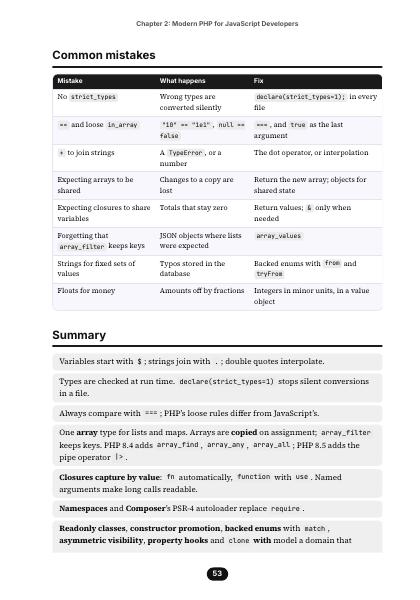 Chapter 2: Modern PHP for JavaScript Developers
Common mistakes
Mistake What happens Fix
No strict_types Wrong types are converted silently declare(strict_types=1); in every file
== and loose in_array "10" == "1e1", null == false ===, and true as the last argument
+ to join strings A TypeError, or a number The dot operator, or interpolation
Expecting arrays to be shared Changes to a copy are lost Return the new array; objects for shared state
Expecting closures to share variables Totals that stay zero Return values; & only when needed
Forgetting that array_filter keeps keys JSON objects where lists were expected array_values
Strings for fixed sets of values Typos stored in the database Backed enums with from and tryFrom
Floats for money Amounts off by fractions Integers in minor units, in a value object
Summary
Variables start with $ ; strings join with . ; double quotes interpolate.
Types are checked at run time. declare(strict_types=1) stops silent conversions
in a file.
Always compare with === ; PHP's loose rules differ from JavaScript's.
One array type for lists and maps. Arrays are copied on assignment; array_filter
keeps keys. PHP 8.4 adds array_find , array_any , array_all ; PHP 8.5 adds the
pipe operator |> .
Closures capture by value: fn automatically, function with use . Named
arguments make long calls readable.
Namespaces and Composer's PSR-4 autoloader replace require .
Readonly classes, constructor promotion, backed enums with match ,
asymmetric visibility, property hooks and clone with model a domain that
53